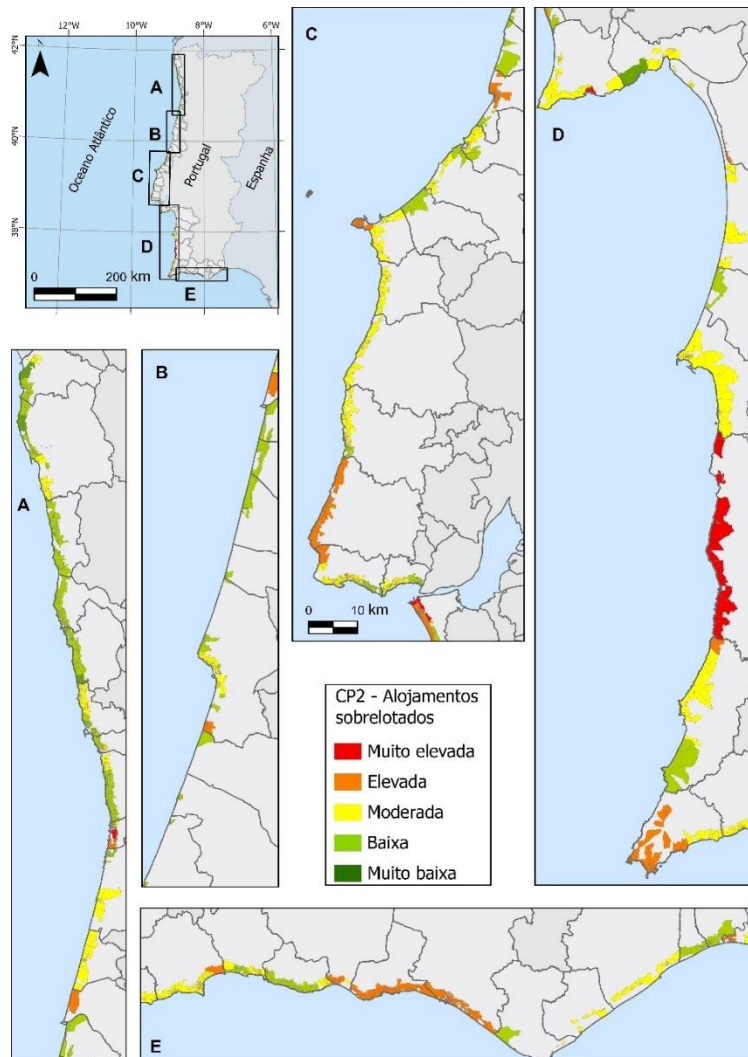 12°W 10°W 8°W 6°W
42°N
N
A
40°N
B
Oceano Atlântico
Portugal
Espanha
C
38°N
D
0 200 km
E
C
0 10 km
D
A
B
CP2 - Alojamentos
sobrelotados
Muito elevada
Elevada
Moderada
Baixa
Muito baixa
E